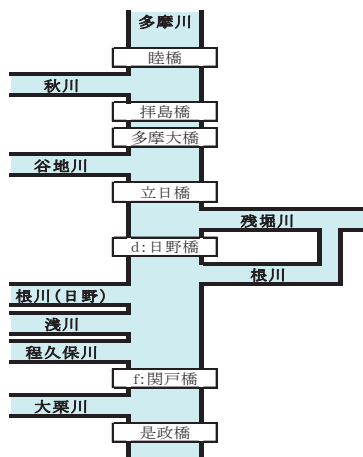 多摩川
睦橋
秋川
拝島橋
多摩大橋
谷地川
立日橋
残堀川
d:日野橋
根川
根川(日野)
浅川
程久保川
f:関戸橋
大栗川
是政橋